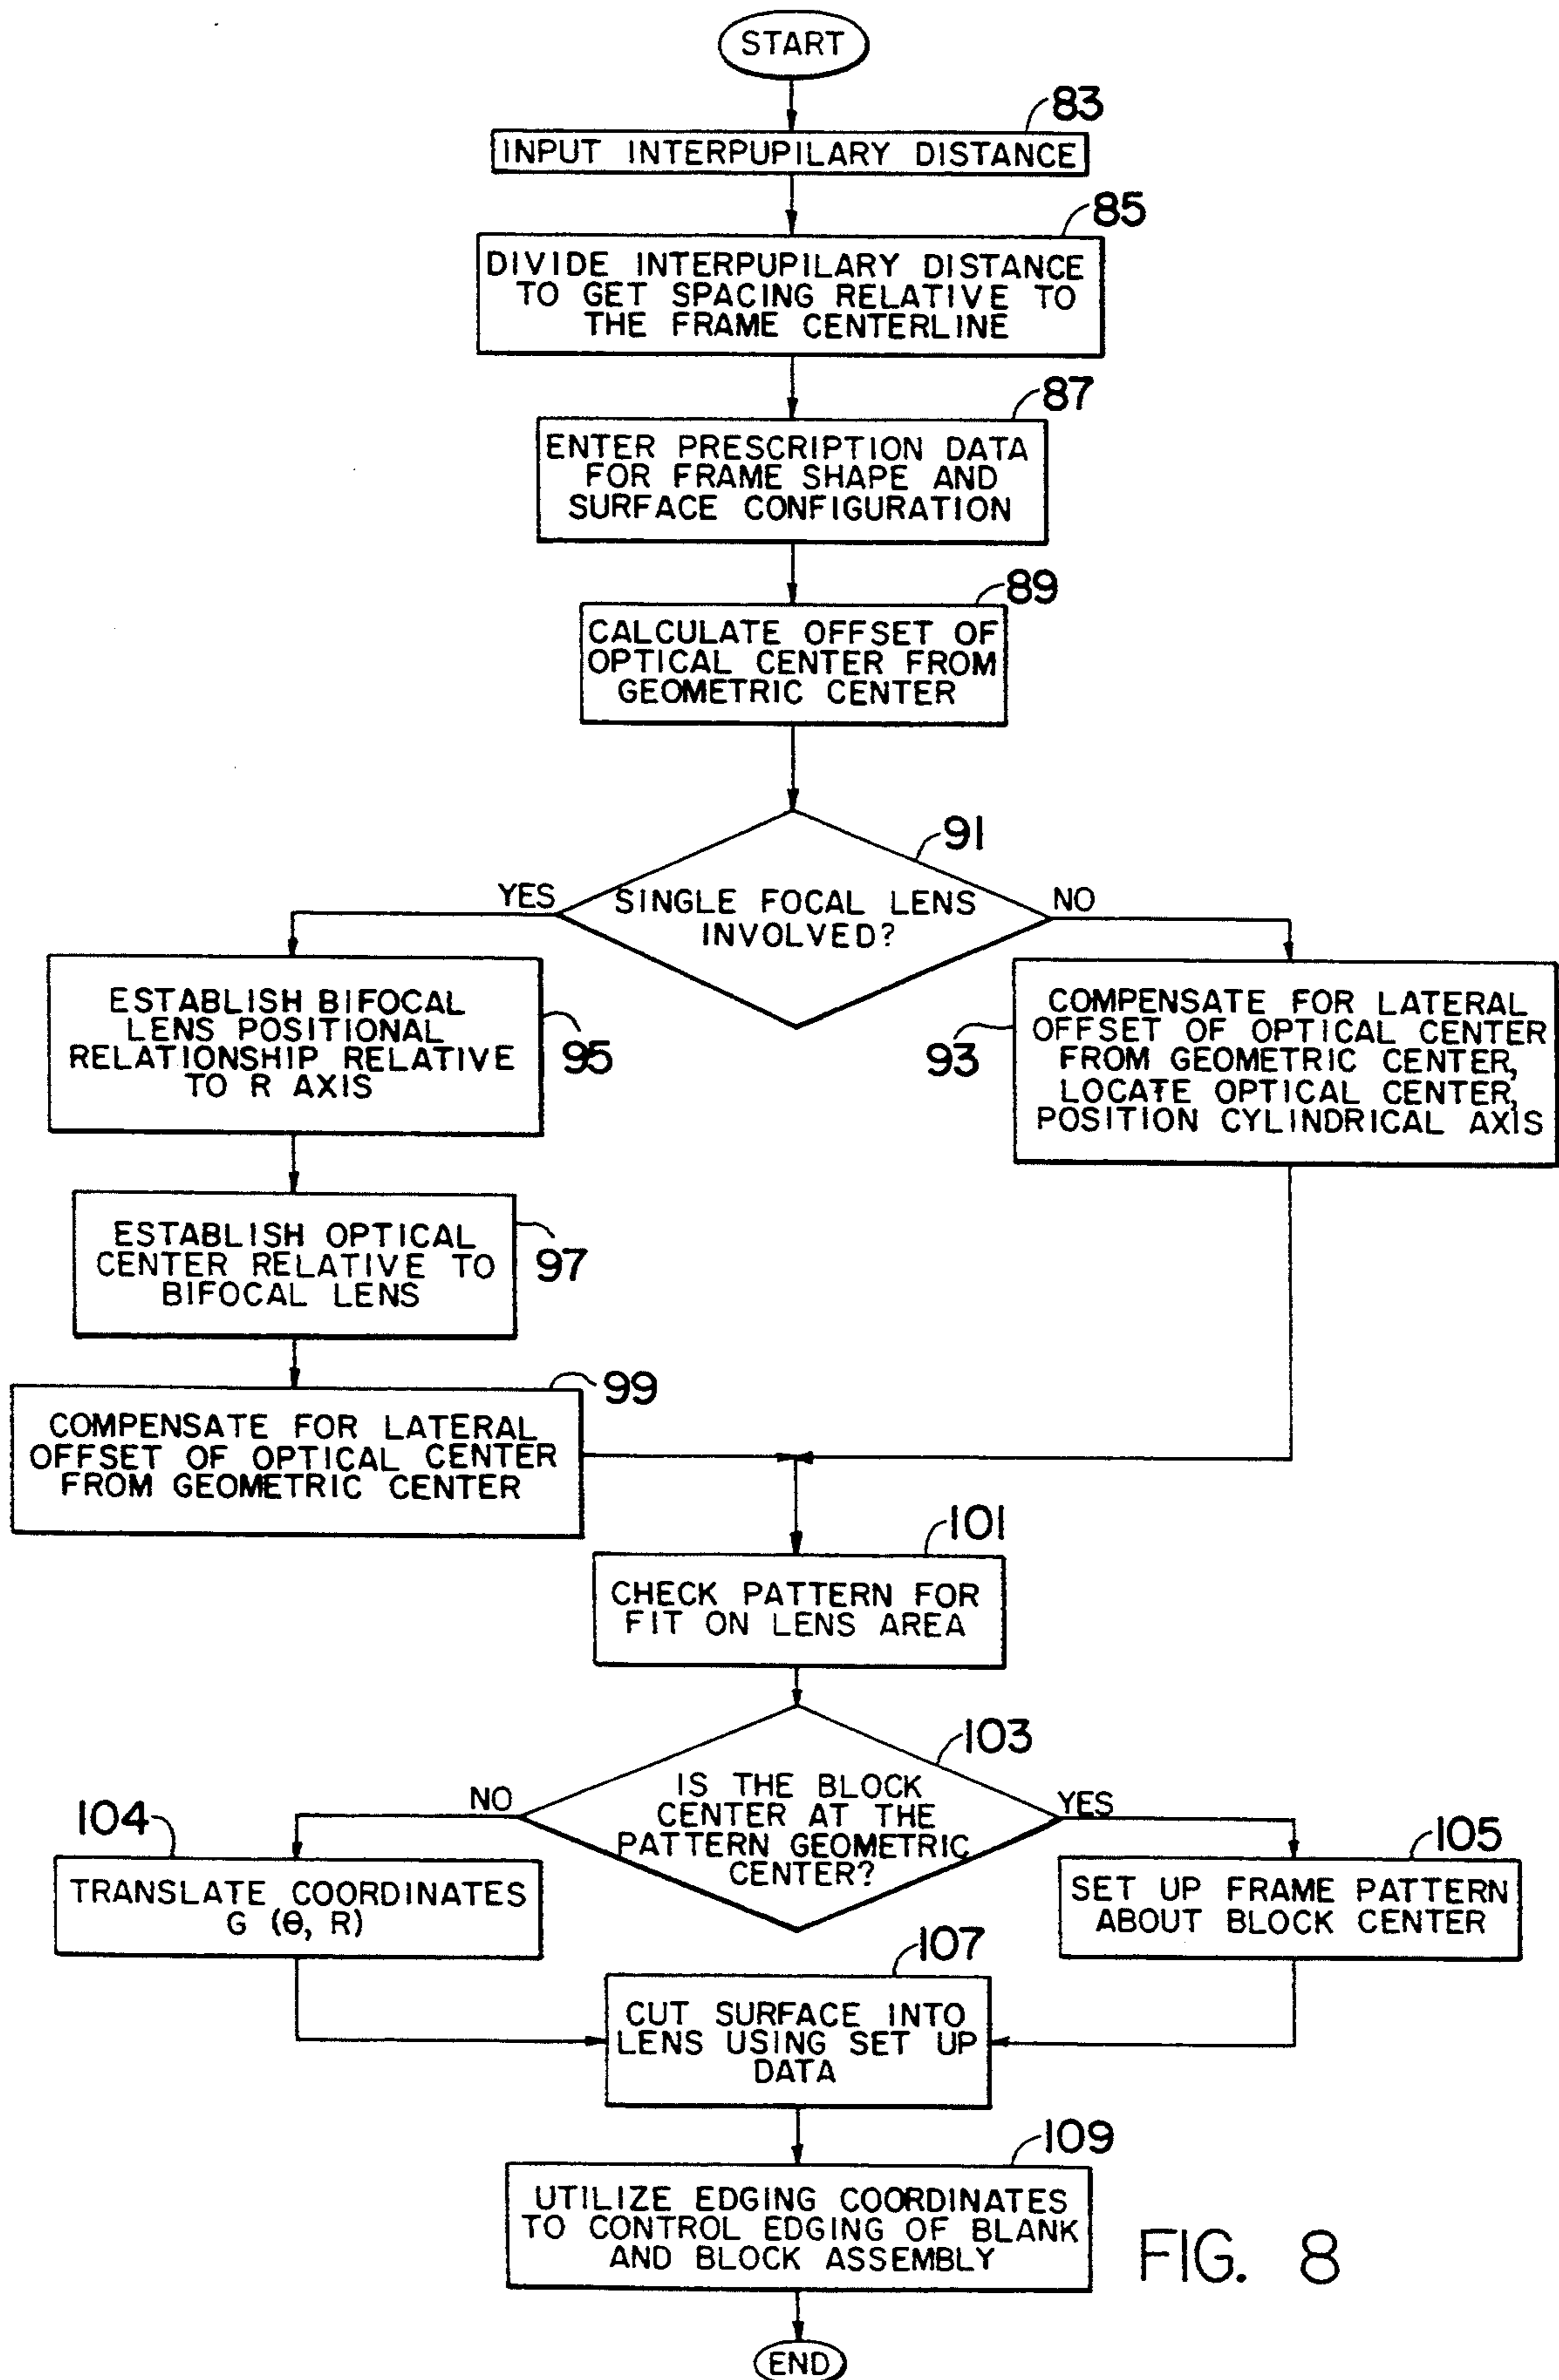 START
83
INPUT INTERPUPILARY DISTANCE
85
DIVIDE INTERPUPILARY DISTANCE
TO GET SPACING RELATIVE TO
THE FRAME CENTERLINE
87
ENTER PRESCRIPTION DATA
FOR FRAME SHAPE AND
SURFACE CONFIGURATION
89
CALCULATE OFFSET OF
OPTICAL CENTER FROM
GEOMETRIC CENTER
91
SINGLE FOCAL LENS
INVOLVED?
YES
NO
ESTABLISH BIFOCAL
LENS POSITIONAL
RELATIONSHIP RELATIVE
TO R AXIS
95
93
COMPENSATE FOR LATERAL
OFFSET OF OPTICAL CENTER
FROM GEOMETRIC CENTER,
LOCATE OPTICAL CENTER,
POSITION CYLINDRICAL AXIS
ESTABLISH OPTICAL
CENTER RELATIVE TO
BIFOCAL LENS
97
99
COMPENSATE FOR LATERAL
OFFSET OF OPTICAL CENTER
FROM GEOMETRIC CENTER
101
CHECK PATTERN FOR
FIT ON LENS AREA
103
IS THE BLOCK
CENTER AT THE
PATTERN GEOMETRIC
CENTER?
NO
YES
104
TRANSLATE COORDINATES
G (θ, R)
105
SET UP FRAME PATTERN
ABOUT BLOCK CENTER
107
CUT SURFACE INTO
LENS USING SET UP
DATA
109
UTILIZE EDGING COORDINATES
TO CONTROL EDGING OF BLANK
AND BLOCK ASSEMBLY
FIG. 8
END